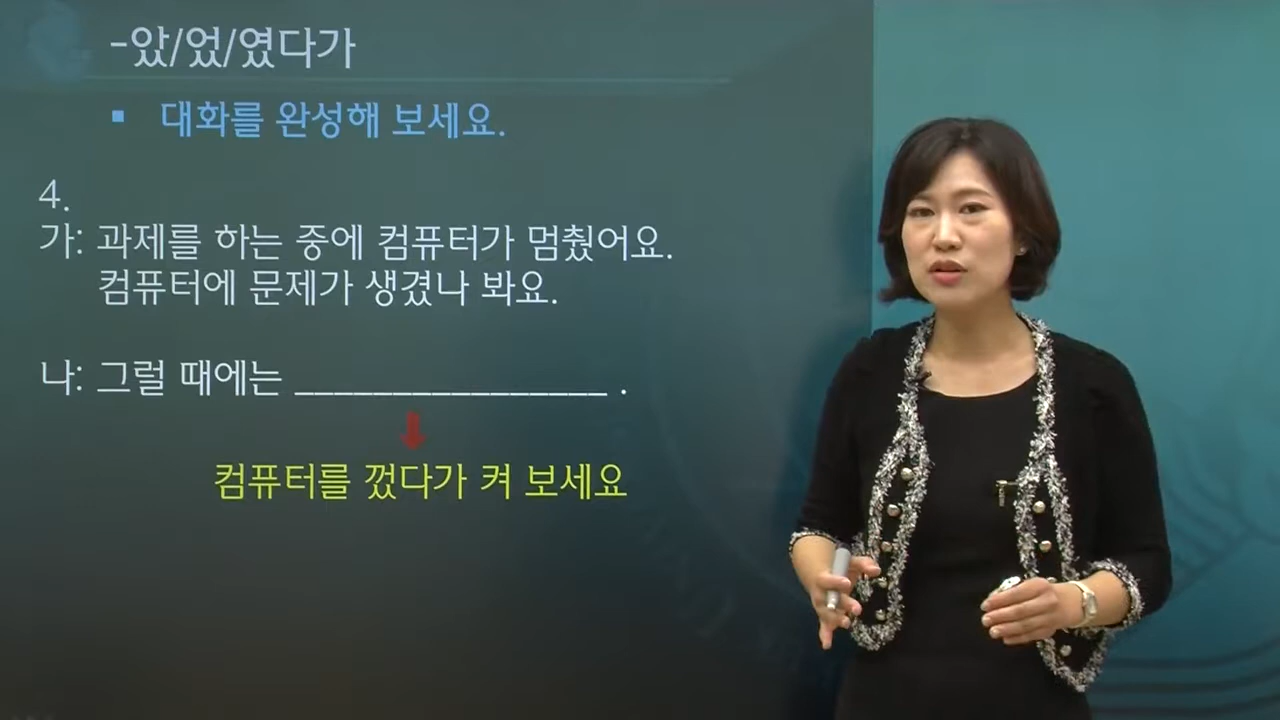 -았/었/였다가
▪ 대화를 완성해 보세요.
4.
가: 과제를 하는 중에 컴퓨터가 멈췄어요.
컴퓨터에 문제가 생겼나 봐요.
나: 그럴 때에는 ________________ .
컴퓨터를 껐다가 켜 보세요